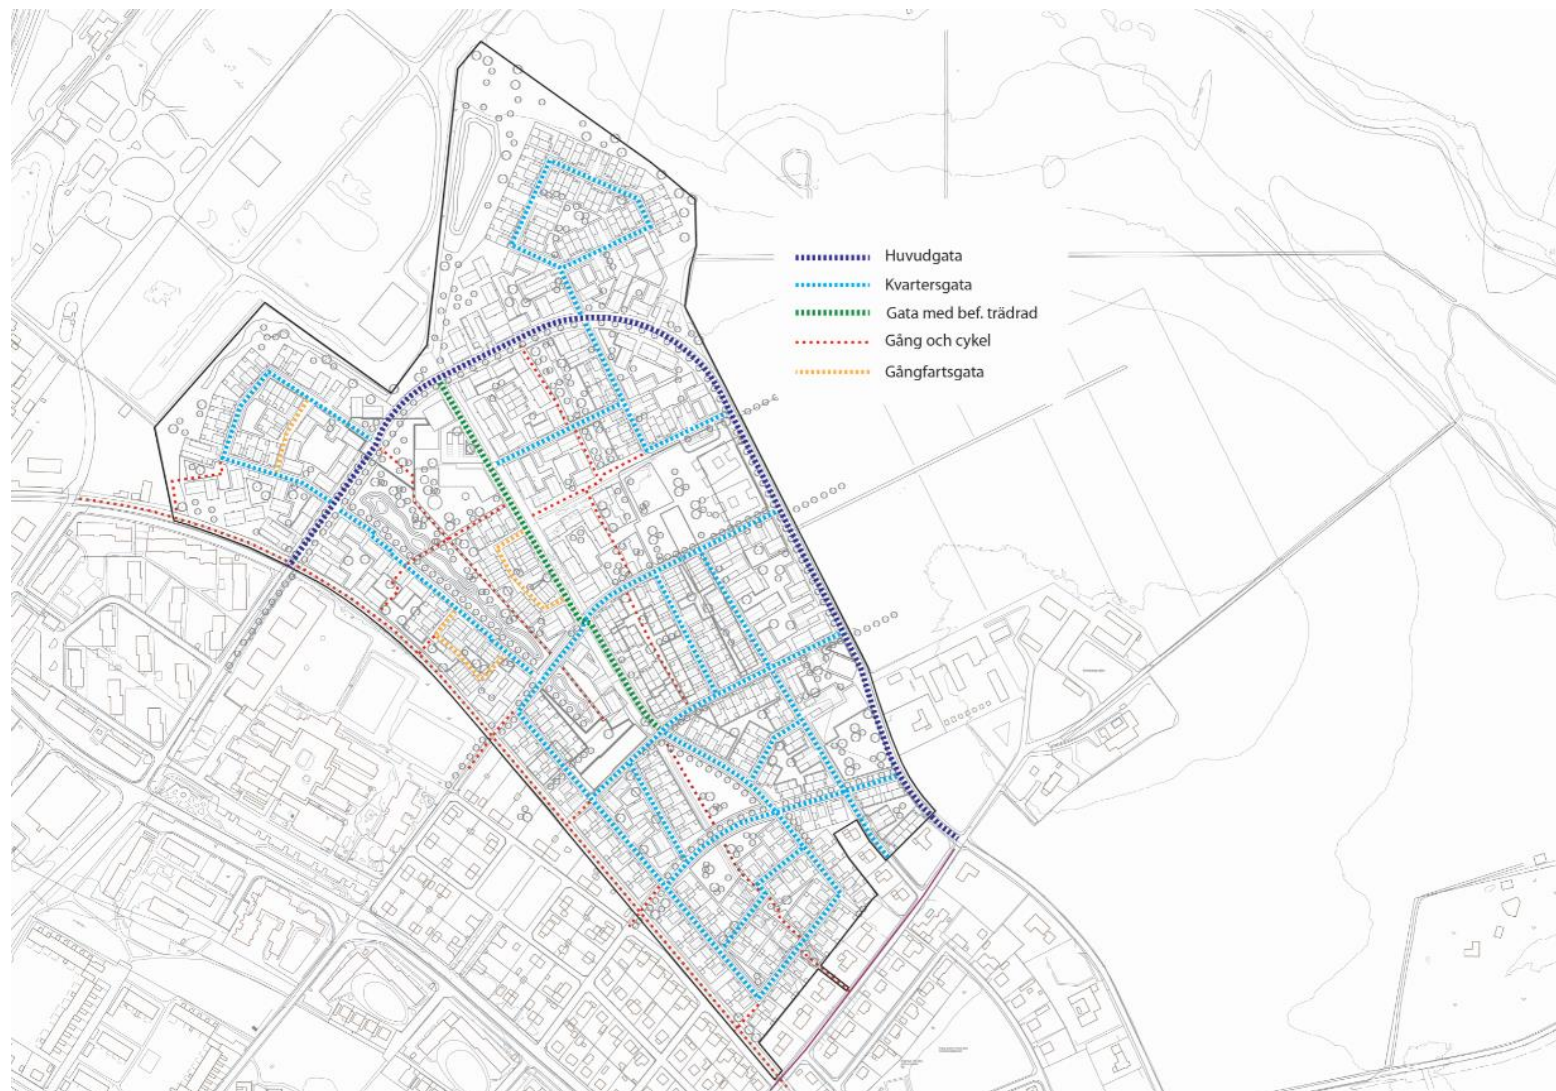 Huvudgata
Kvartersgata
Gata med bef. trädrad
Gång och cykel
Gångfartsgata